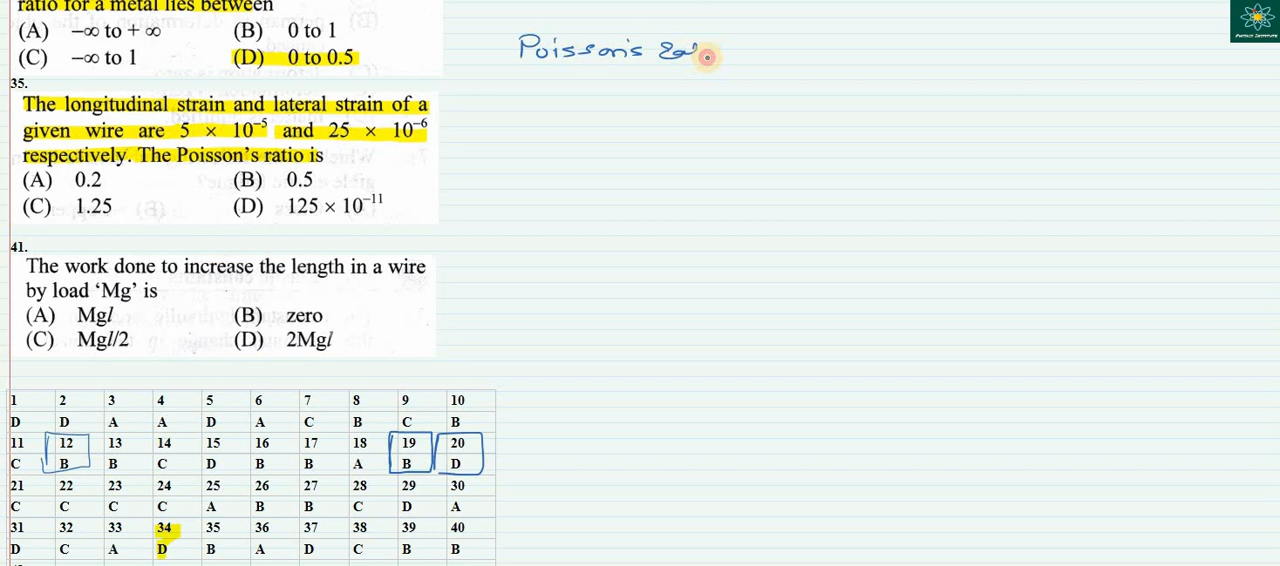 ratio for a metal lies between
(A) −∞ to + ∞ (B) 0 to 1
(C) −∞ to 1 (D) 0 to 0.5
35.
The longitudinal strain and lateral strain of a
given wire are 5 × 10⁻⁵ and 25 × 10⁻⁶
respectively. The Poisson's ratio is
(A) 0.2 (B) 0.5
(C) 1.25 (D) 125 × 10⁻¹¹
41.
The work done to increase the length in a wire
by load ‘Mg’ is
(A) Mgl (B) zero
(C) Mgl/2 (D) 2Mgl
1 2 3 4 5 6 7 8 9 10
D D A A D A C B C B
11 12 13 14 15 16 17 18 19 20
C B B C D B B A B D
21 22 23 24 25 26 27 28 29 30
C C C C A B B C D A
31 32 33 34 35 36 37 38 39 40
D C A D B A D C B B
Poisson's